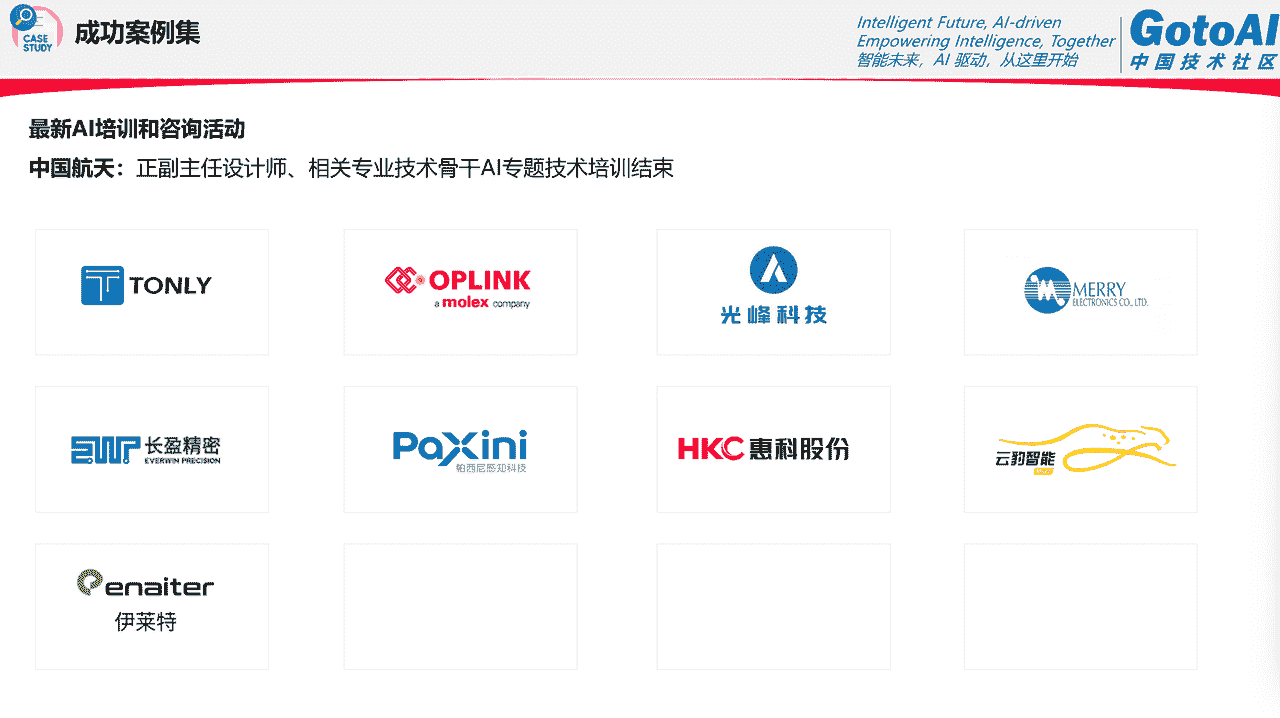 CASE
STUDY
成功案例集
Intelligent Future, AI-driven
Empowering Intelligence, Together
智能未来，AI 驱动，从这里开始
GotoAI
中国技术社区
最新AI培训和咨询活动
中国航天：正副主任设计师、相关专业技术骨干AI专题技术培训结束
TONLY
OPLINK
a molex company
光峰科技
MERRY
ELECTRONICS CO., LTD.
EWP 长盈精密
EVERWIN PRECISION
PaXini
帕西尼感知科技
HKC 惠科股份
云豹智能
enaiter
伊莱特